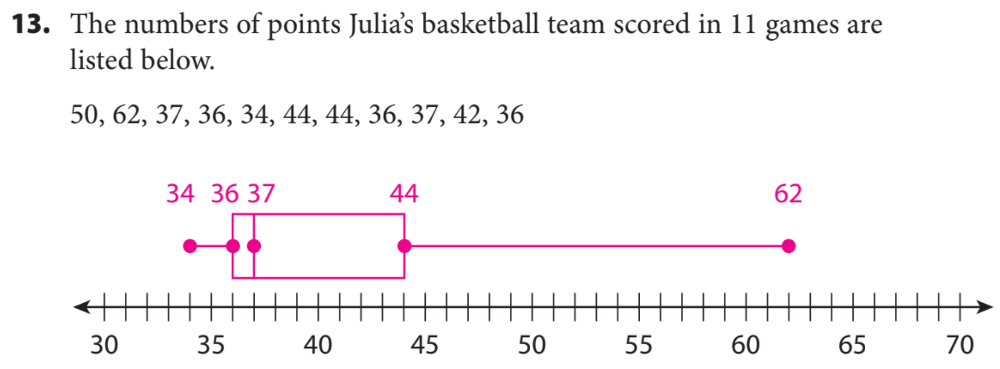 13. The numbers of points Julia’s basketball team scored in 11 games are
listed below.
50, 62, 37, 36, 34, 44, 44, 36, 37, 42, 36
34 36 37 44 62
30 35 40 45 50 55 60 65 70